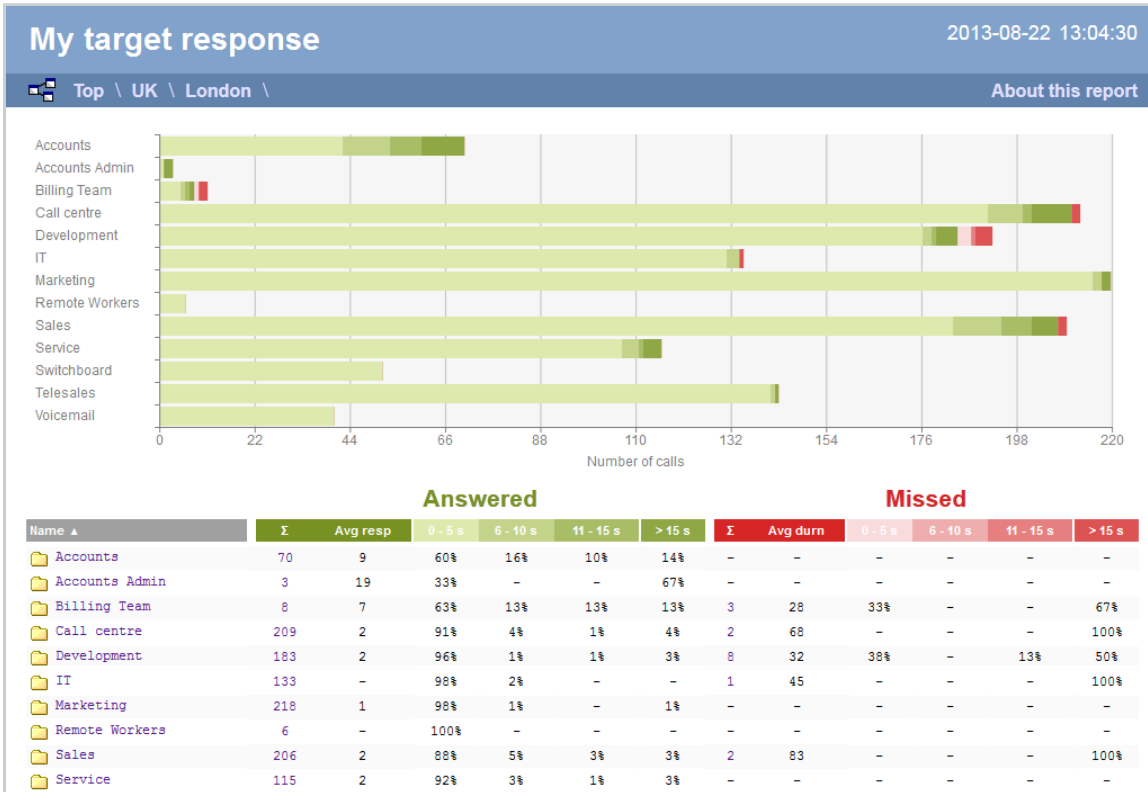 My target response 2013-08-22 13:04:30
Top \ UK \ London \ About this report
Accounts
Accounts Admin
Billing Team
Call centre
Development
IT
Marketing
Remote Workers
Sales
Service
Switchboard
Telesales
Voicemail
0 22 44 66 88 110 132 154 176 198 220
Number of calls
Answered Missed
Name ▲ Σ Avg resp 0 - 5 s 6 - 10 s 11 - 15 s > 15 s Σ Avg durn 0 - 5 s 6 - 10 s 11 - 15 s > 15 s
Accounts 70 9 60% 16% 10% 14% - - - - - -
Accounts Admin 3 19 33% - - 67% - - - - - -
Billing Team 8 7 63% 13% 13% 13% 3 28 33% - - 67%
Call centre 209 2 91% 4% 1% 4% 2 68 - - - 100%
Development 183 2 96% 1% 1% 3% 8 32 38% - 13% 50%
IT 133 - 98% 2% - - 1 45 - - - 100%
Marketing 218 1 98% 1% - 1% - - - - - -
Remote Workers 6 - 100% - - - - - - - - -
Sales 206 2 88% 5% 3% 3% 2 83 - - - 100%
Service 115 2 92% 3% 1% 3% - - - - - -